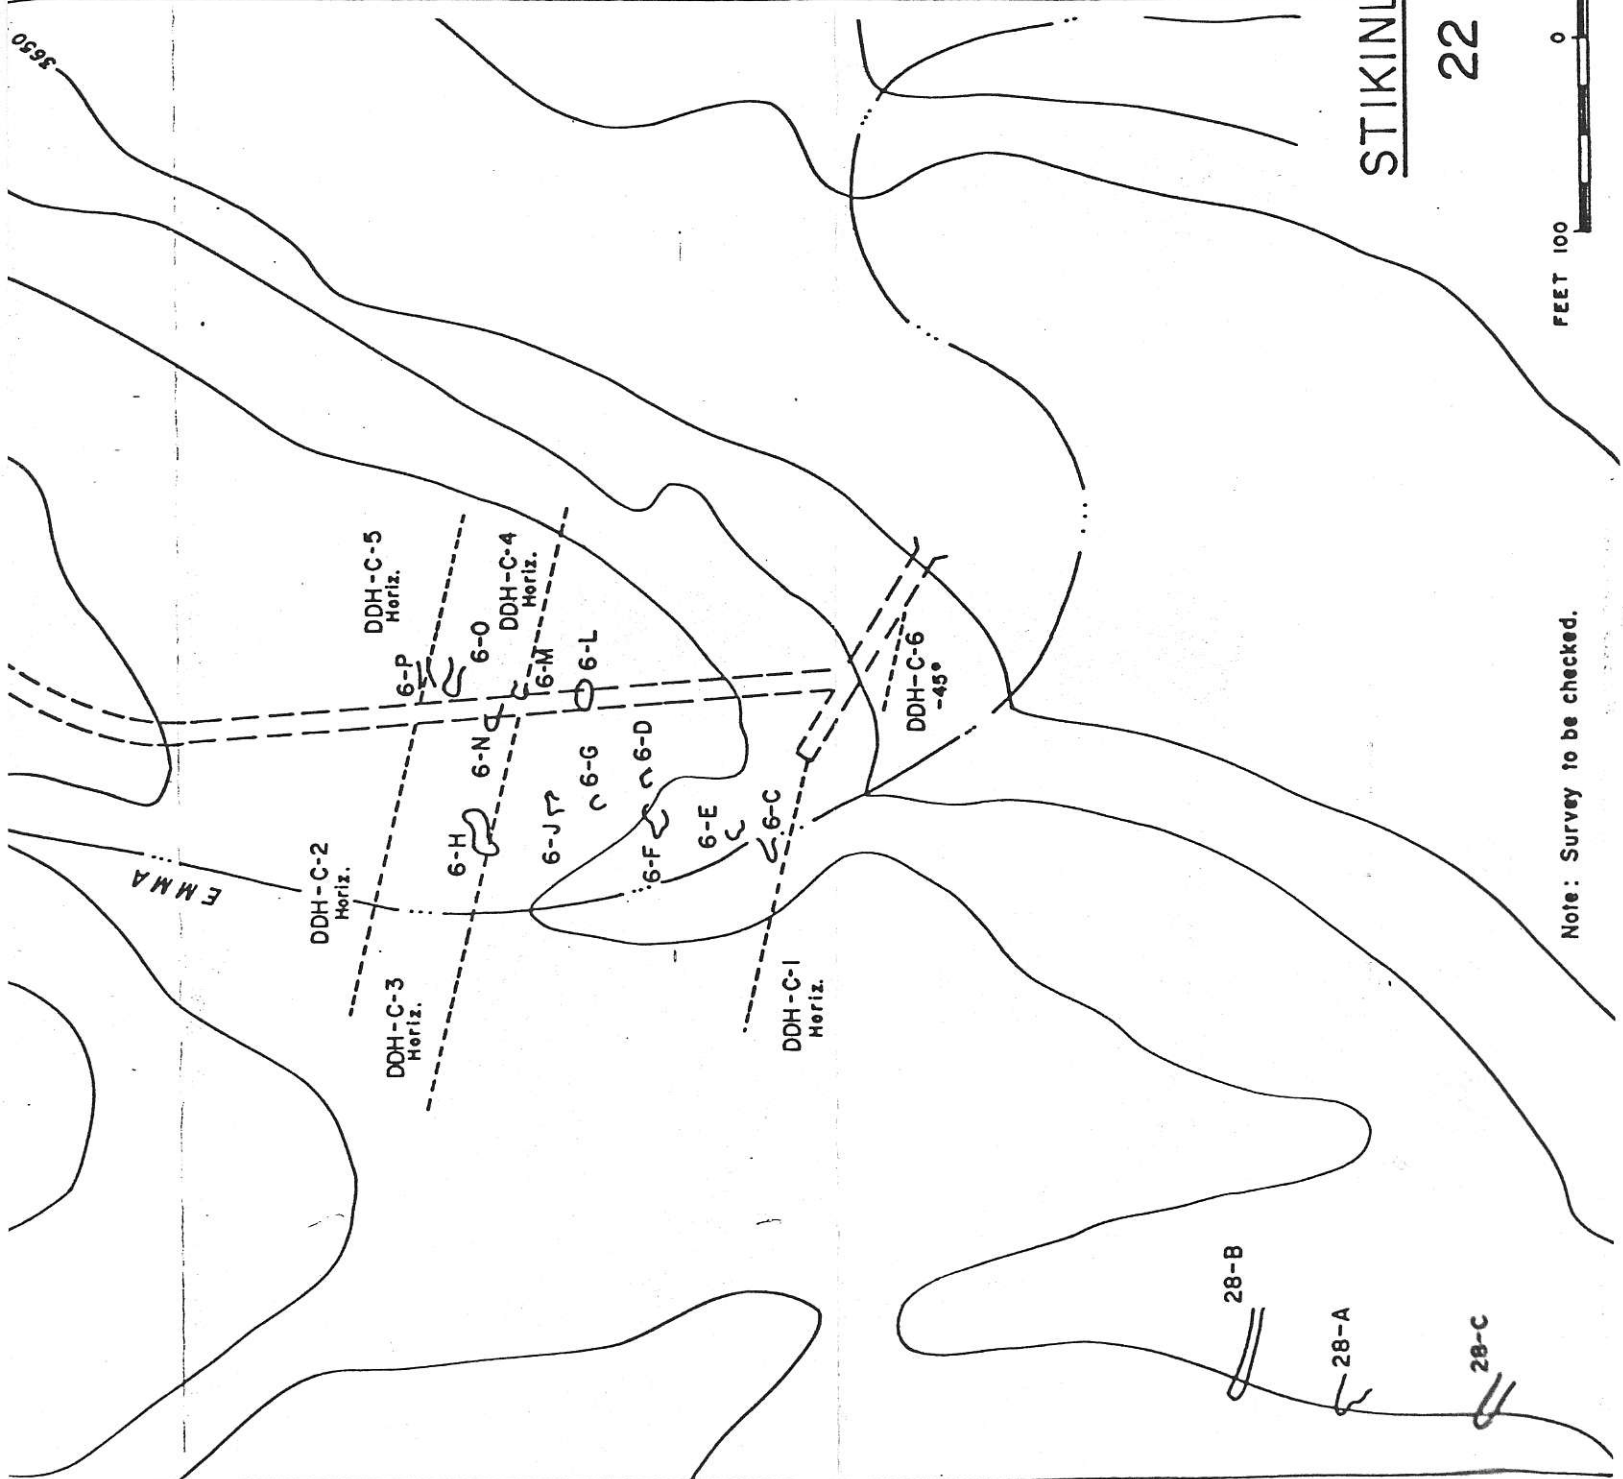 3650
STIKINE
22
0
FEET 100
EMMA
DDH-C-5
Horiz.
DDH-C-4
Horiz.
6-P
6-O
6-M
6-L
6-N
6-G
6-D
6-H
6-J
6-F
6-E
6-C
DDH-C-6
-45°
DDH-C-2
Horiz.
DDH-C-3
Horiz.
DDH-C-1
Horiz.
28-B
28-A
28-C
Note: Survey to be checked.